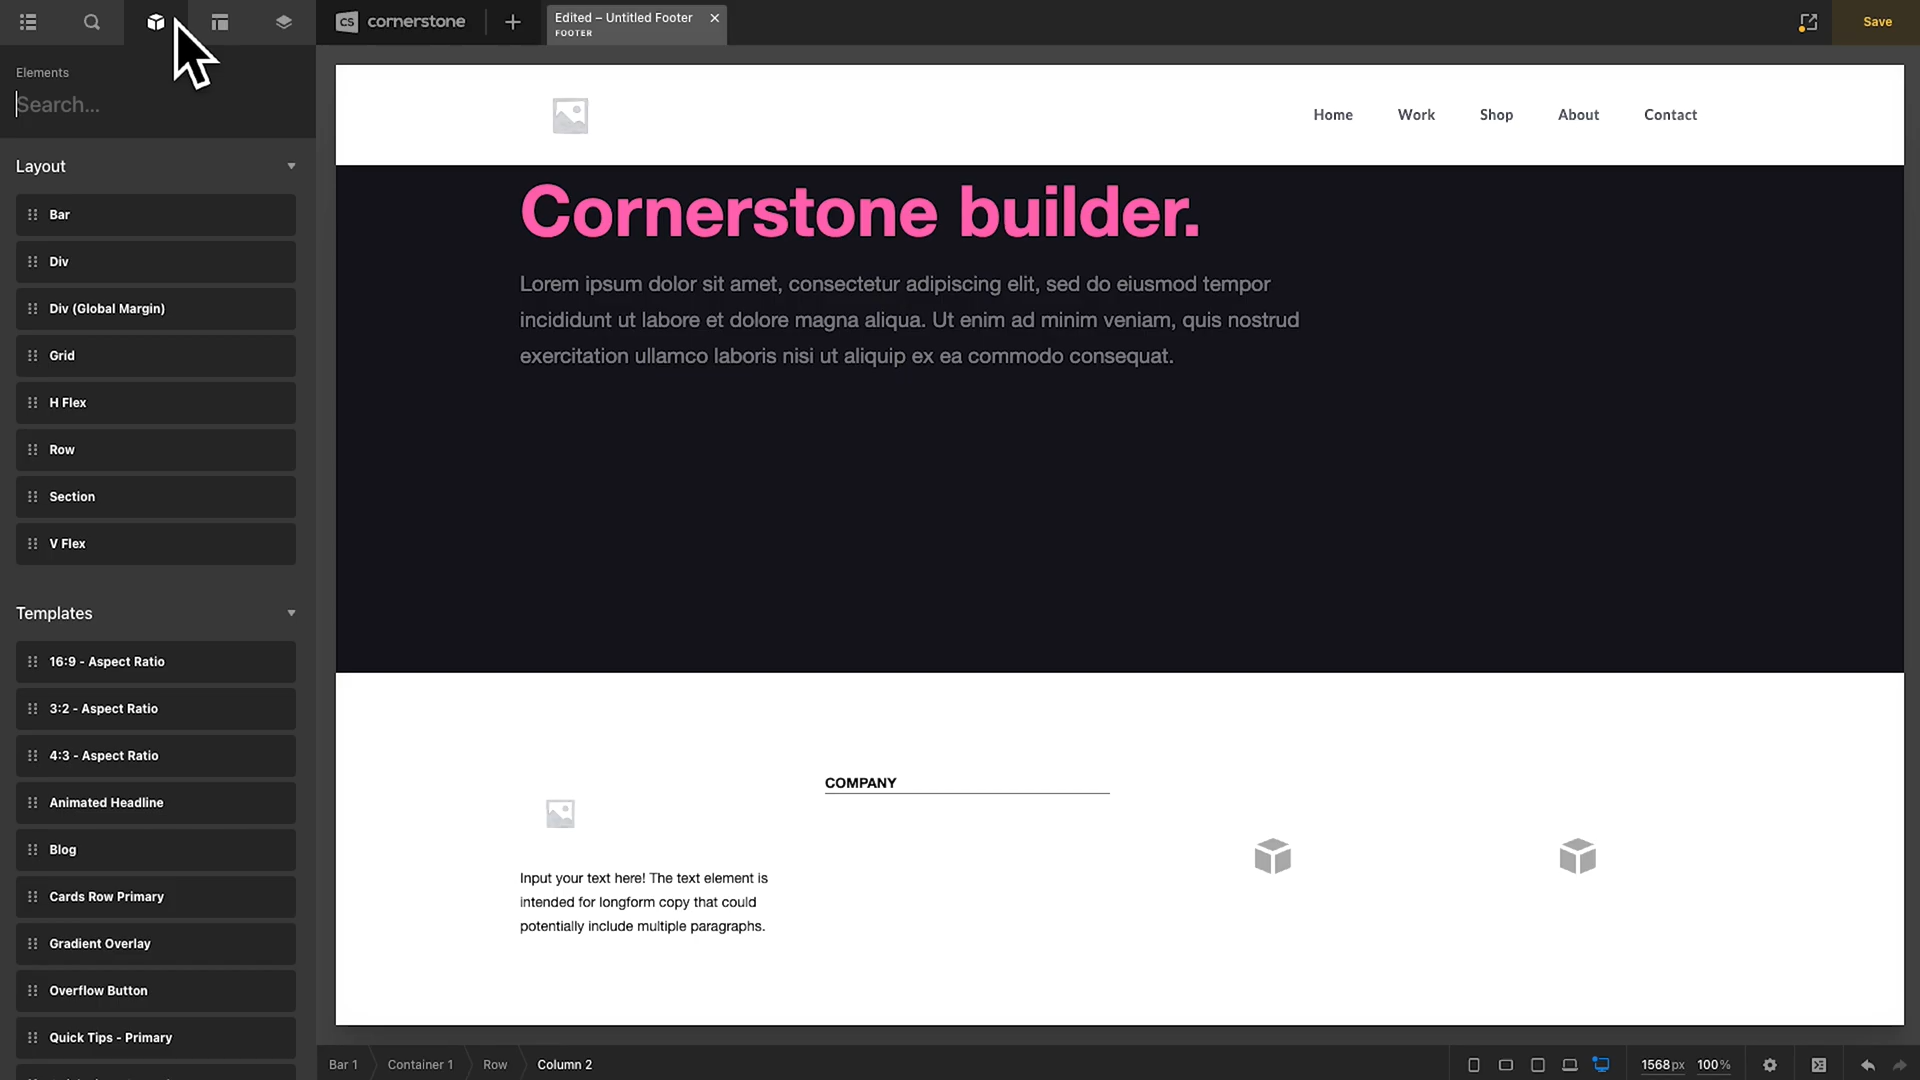 CS cornerstone
Edited – Untitled Footer
FOOTER
Save
Elements
Search...
Layout
Bar
Div
Div (Global Margin)
Grid
H Flex
Row
Section
V Flex
Templates
16:9 - Aspect Ratio
3:2 - Aspect Ratio
4:3 - Aspect Ratio
Animated Headline
Blog
Cards Row Primary
Gradient Overlay
Overflow Button
Quick Tips - Primary
Home Work Shop About Contact
Cornerstone builder.
Lorem ipsum dolor sit amet, consectetur adipiscing elit, sed do eiusmod tempor
incididunt ut labore et dolore magna aliqua. Ut enim ad minim veniam, quis nostrud
exercitation ullamco laboris nisi ut aliquip ex ea commodo consequat.
COMPANY
Input your text here! The text element is
intended for longform copy that could
potentially include multiple paragraphs.
Bar 1 Container 1 Row Column 2
1568px 100%